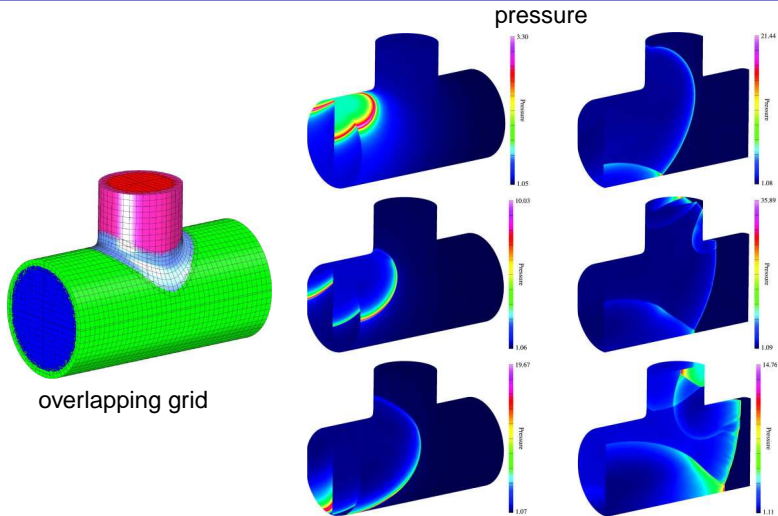 pressure
3.30
Pressure
1.05
21.44
Pressure
1.08
10.03
Pressure
1.06
35.89
Pressure
1.09
19.67
Pressure
1.07
14.76
Pressure
1.11
overlapping grid